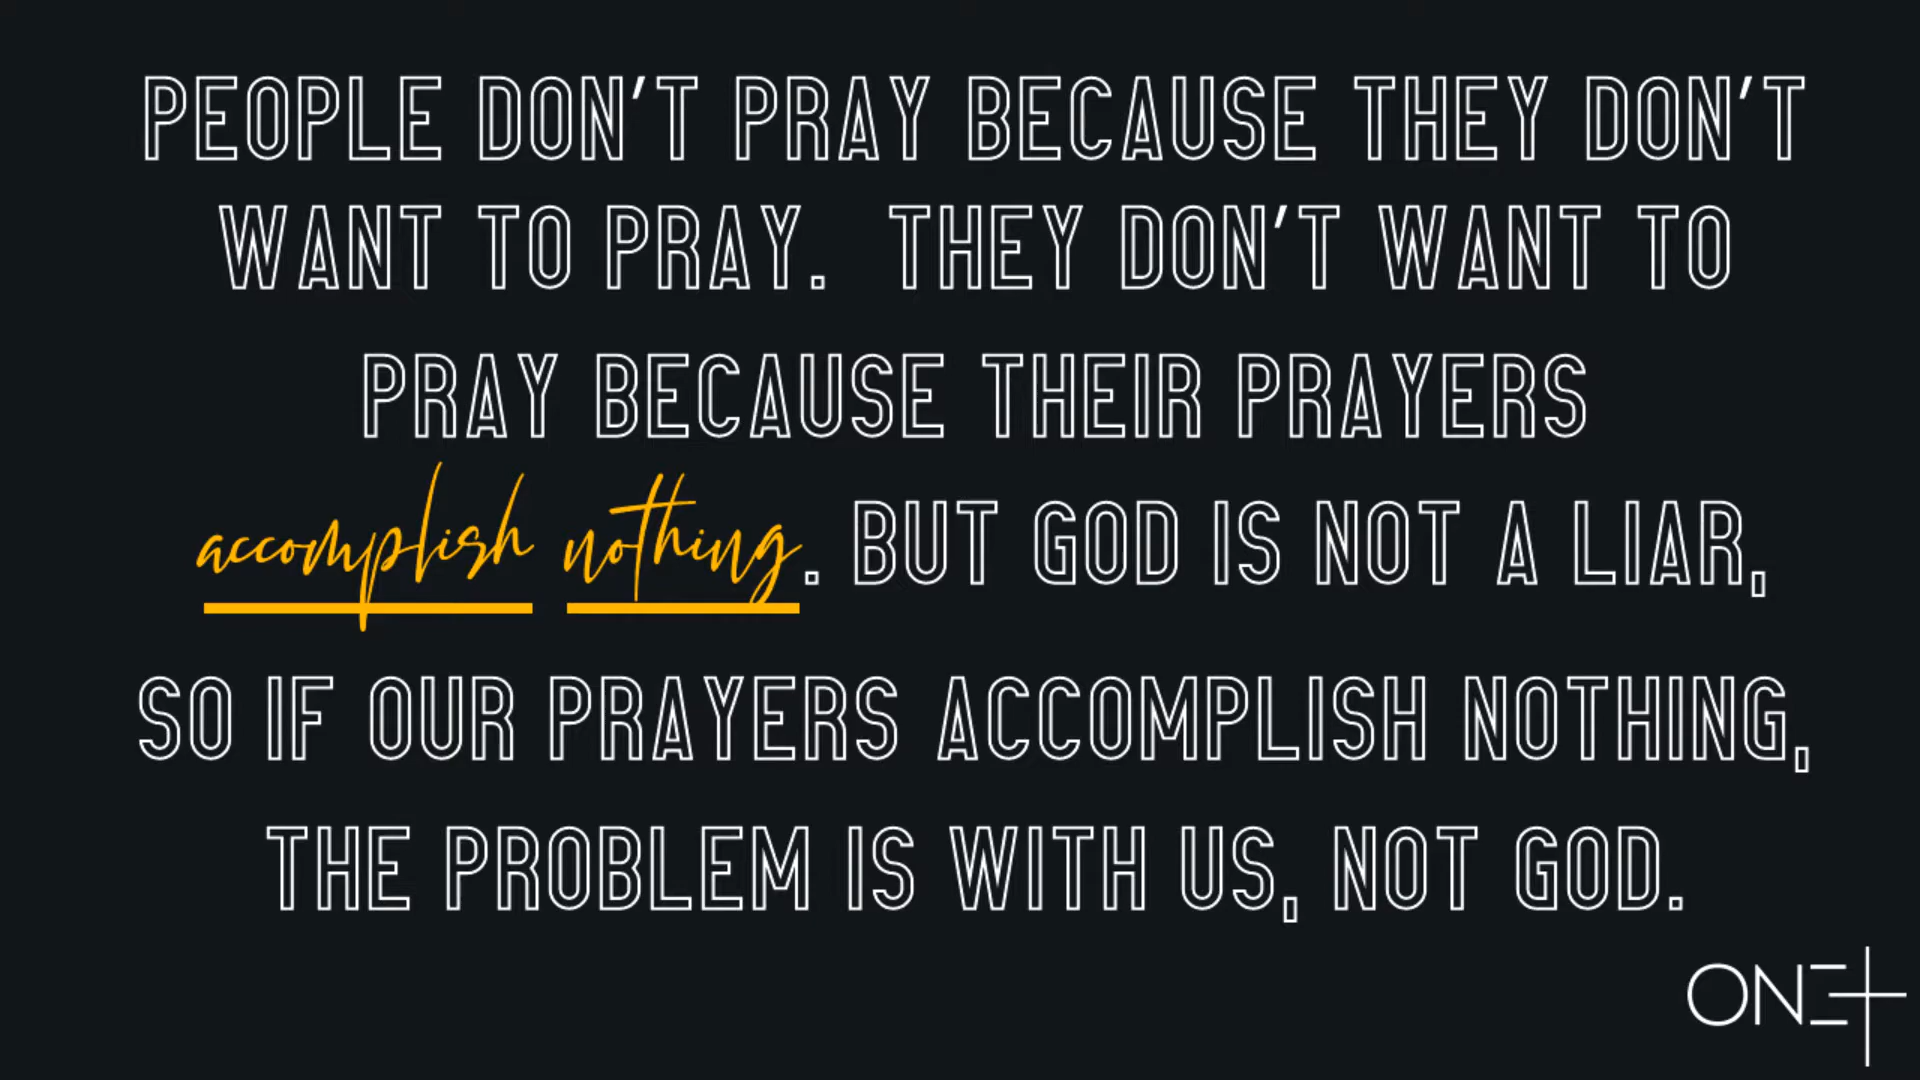 PEOPLE DON'T PRAY BECAUSE THEY DON'T
WANT TO PRAY.  THEY DON'T WANT TO
PRAY BECAUSE THEIR PRAYERS
accomplish nothing. BUT GOD IS NOT A LIAR,
SO IF OUR PRAYERS ACCOMPLISH NOTHING,
THE PROBLEM IS WITH US, NOT GOD.
ONE